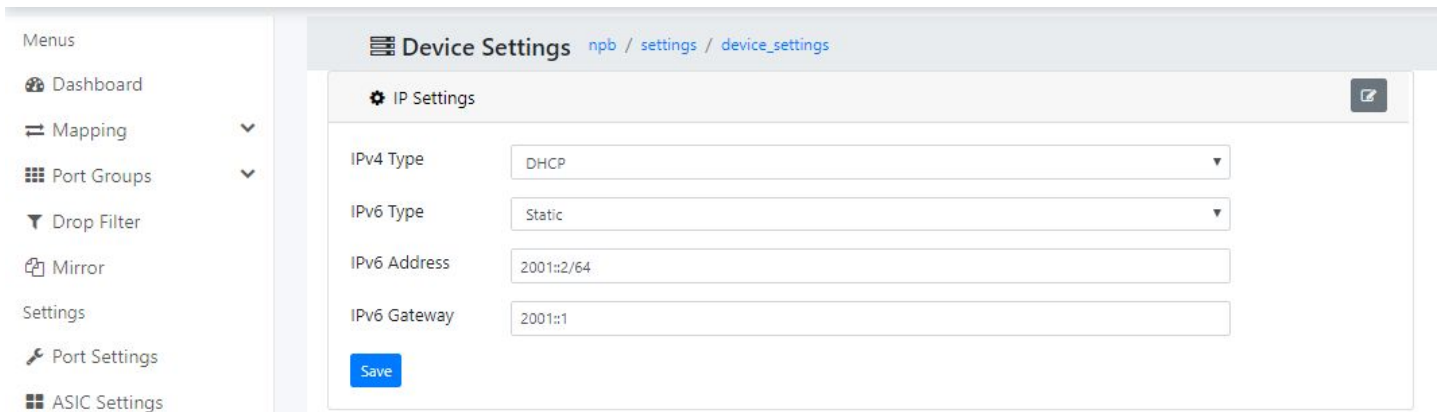 Menus
Dashboard
Mapping
Port Groups
Drop Filter
Mirror
Settings
Port Settings
ASIC Settings
Device Settings npb / settings / device_settings
IP Settings
IPv4 Type DHCP
IPv6 Type Static
IPv6 Address 2001::2/64
IPv6 Gateway 2001::1
Save